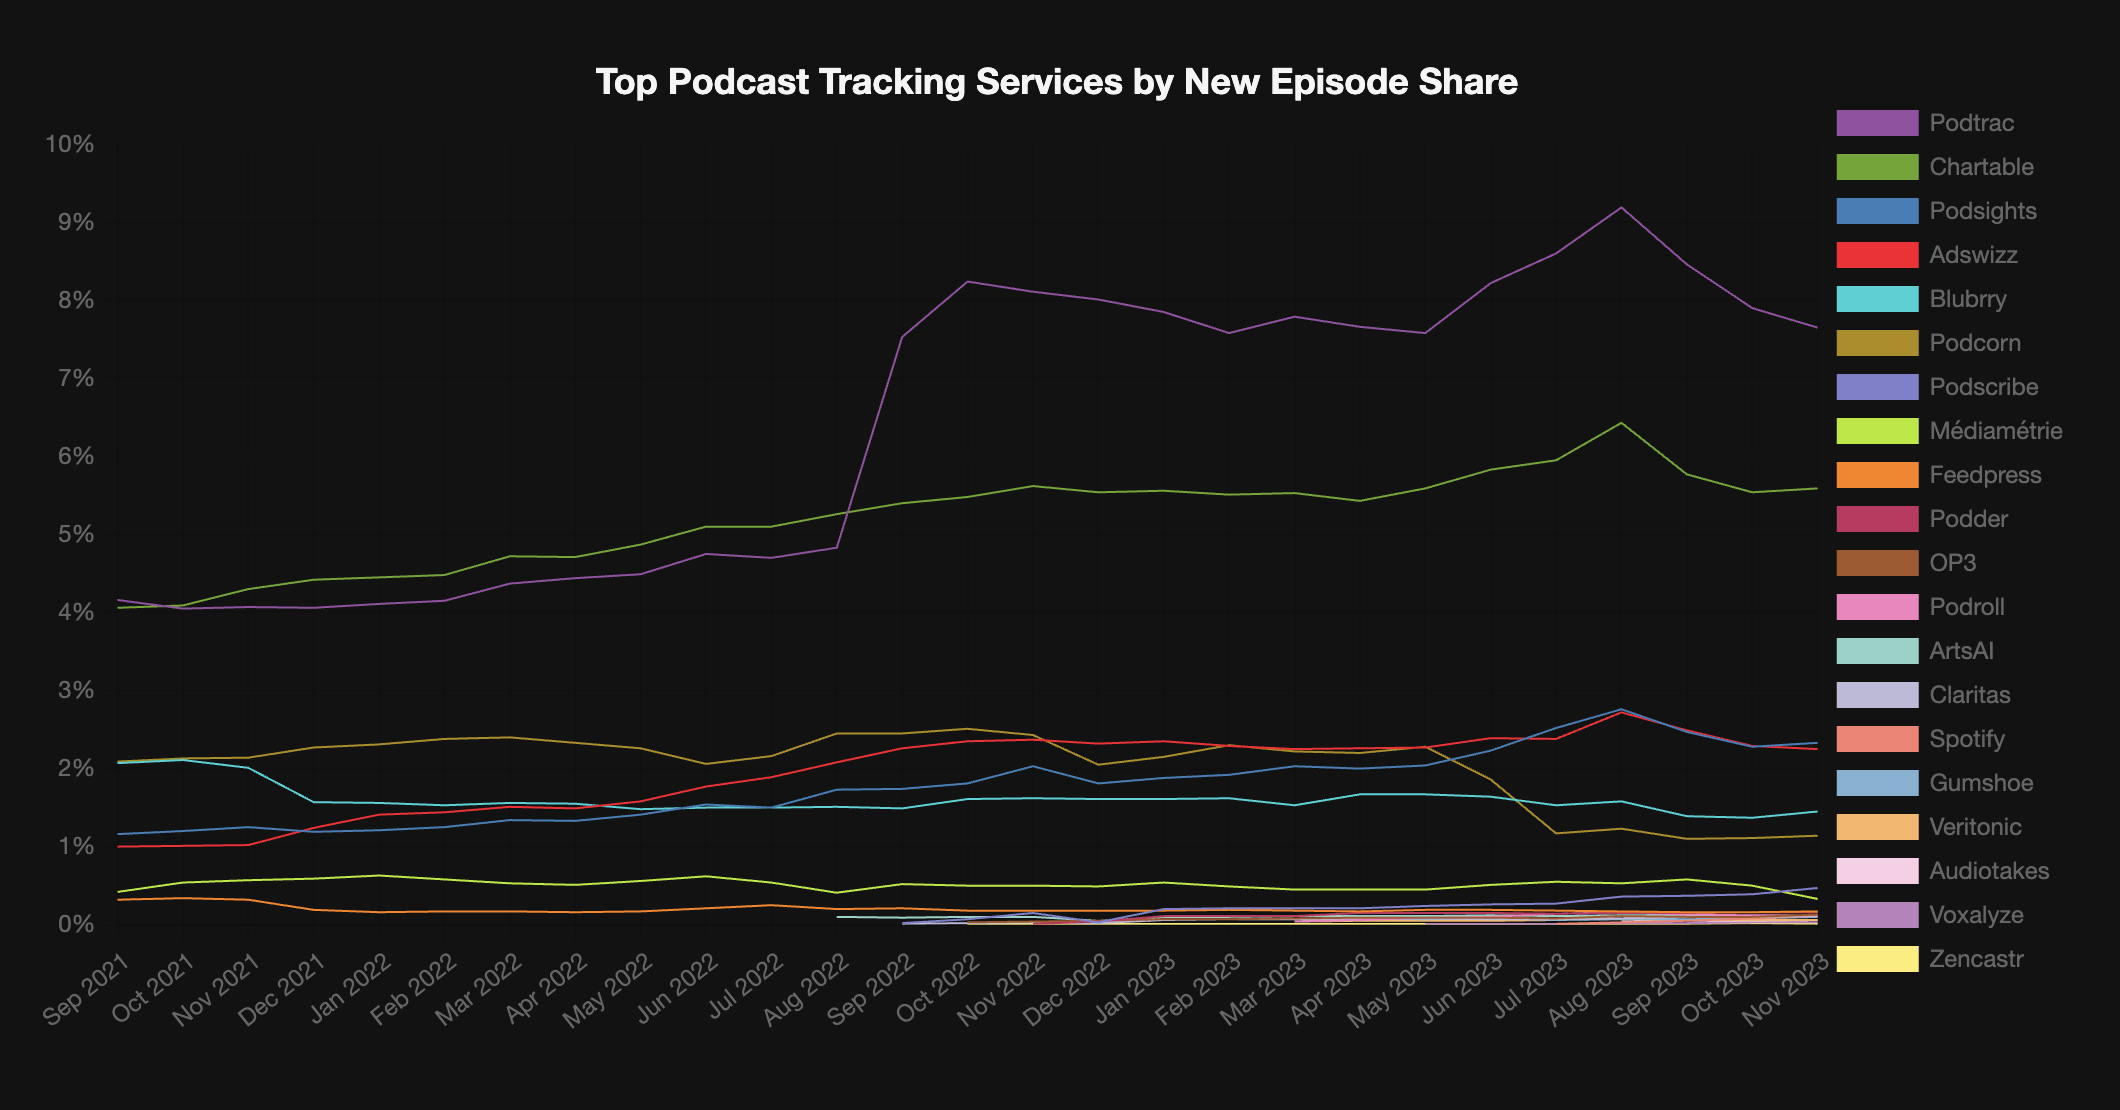 Top Podcast Tracking Services by New Episode Share
10%
9%
8%
7%
6%
5%
4%
3%
2%
1%
0%
Sep 2021
Oct 2021
Nov 2021
Dec 2021
Jan 2022
Feb 2022
Mar 2022
Apr 2022
May 2022
Jun 2022
Jul 2022
Aug 2022
Sep 2022
Oct 2022
Nov 2022
Dec 2022
Jan 2023
Feb 2023
Mar 2023
Apr 2023
May 2023
Jun 2023
Jul 2023
Aug 2023
Sep 2023
Oct 2023
Nov 2023
Podtrac
Chartable
Podsights
Adswizz
Blubrry
Podcorn
Podscribe
Médiamétrie
Feedpress
Podder
OP3
Podroll
ArtsAI
Claritas
Spotify
Gumshoe
Veritonic
Audiotakes
Voxalyze
Zencastr